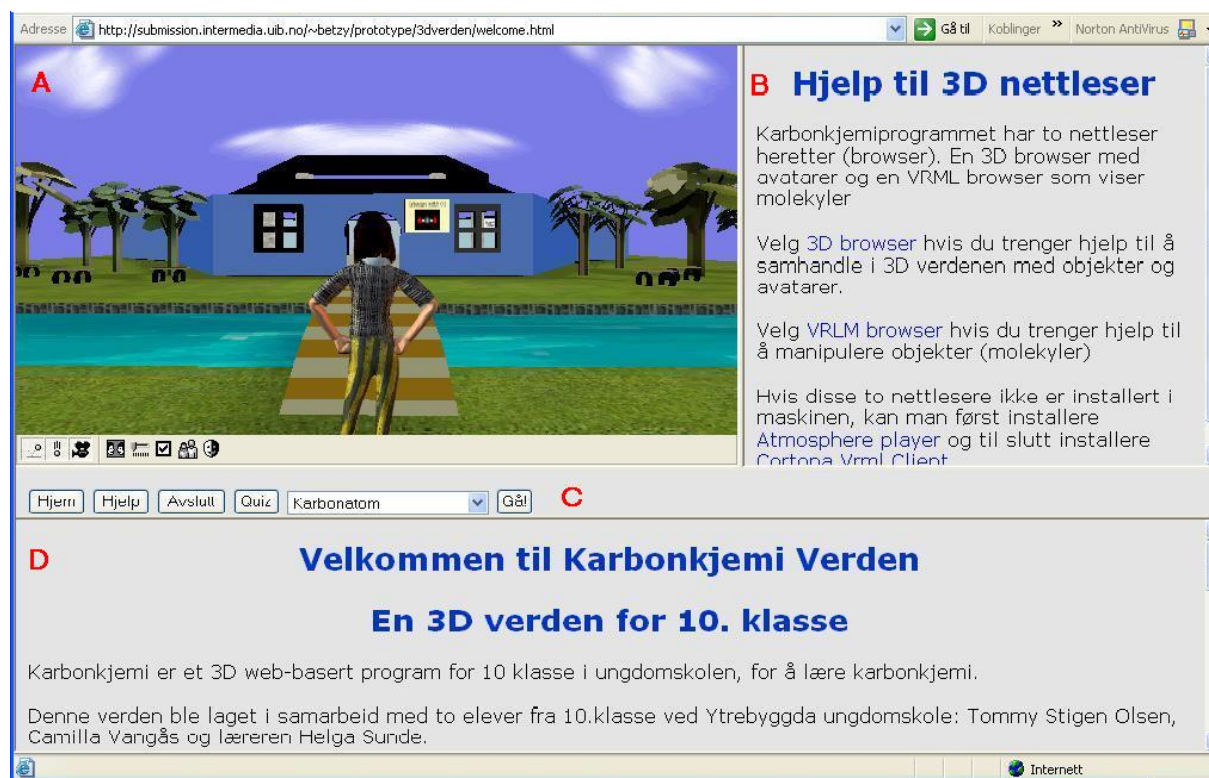 Adresse http://submission.intermedia.uib.no/~betzy/prototype/3dverden/welcome.html Gå til Koblinger » Norton AntiVirus
A
B Hjelp til 3D nettleser
Karbonkjemiprogrammet har to nettleser
heretter (browser). En 3D browser med
avatarer og en VRML browser som viser
molekyler
Velg 3D browser hvis du trenger hjelp til å
samhandle i 3D verdenen med objekter og
avatarer.
Velg VRLM browser hvis du trenger hjelp til
å manipulere objekter (molekyler)
Hvis disse to nettlesere ikke er installert i
maskinen, kan man først installere
Atmosphere player og til slutt installere
Cortona Vrml Client
Hjem Hjelp Avslutt Quiz Karbonatom Gå! C
D Velkommen til Karbonkjemi Verden
En 3D verden for 10. klasse
Karbonkjemi er et 3D web-basert program for 10 klasse i ungdomskolen, for å lære karbonkjemi.
Denne verden ble laget i samarbeid med to elever fra 10.klasse ved Ytrebyggda ungdomskole: Tommy Stigen Olsen,
Camilla Vangås og læreren Helga Sunde.
Internett